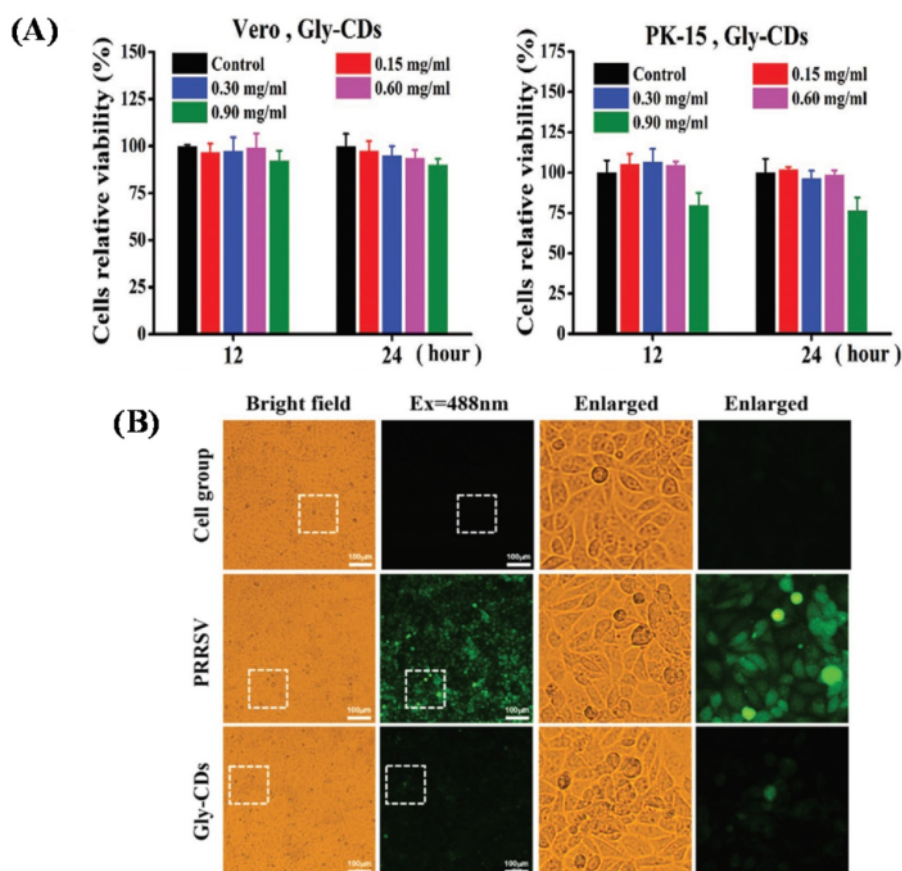 (A)
Vero , Gly-CDs
Cells relative viability (%)
150
125
100
75
50
25
0
Control
0.15 mg/ml
0.30 mg/ml
0.60 mg/ml
0.90 mg/ml
12
24
( hour )
PK-15 , Gly-CDs
Cells relative viability (%)
175
150
125
100
75
50
25
0
Control
0.15 mg/ml
0.30 mg/ml
0.60 mg/ml
0.90 mg/ml
12
24
( hour )
(B)
Bright field
Ex=488nm
Enlarged
Enlarged
Cell group
100μm
100μm
PRRSV
100μm
100μm
Gly-CDs
100μm
100μm